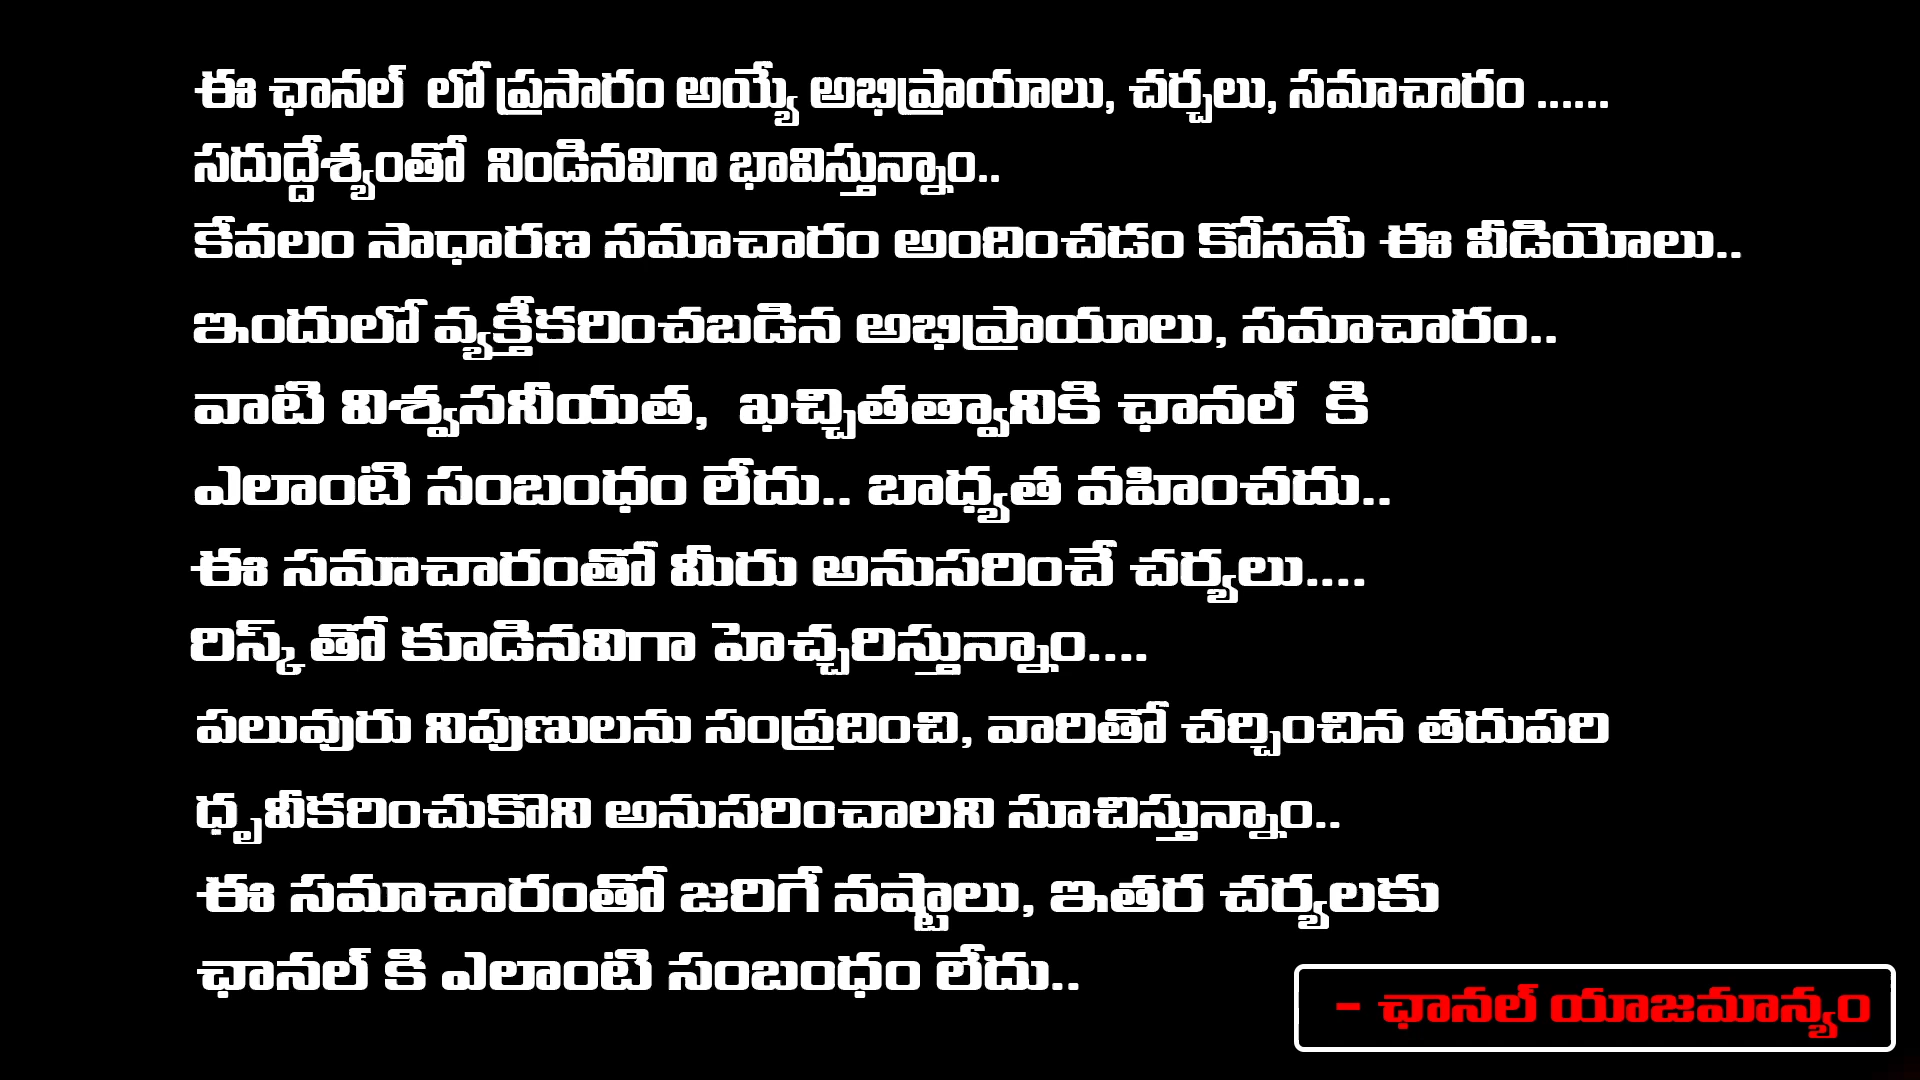 ఈ ఛానల్ లో ప్రసారం అయ్యే అభిప్రాయాలు, చర్చలు, సమాచారం ......
సదుద్దేశ్యంతో నిండినవిగా భావిస్తున్నాం..
కేవలం సాధారణ సమాచారం అందించడం కోసమే ఈ వీడియోలు..
ఇందులో వ్యక్తీకరించబడిన అభిప్రాయాలు, సమాచారం..
వాటి విశ్వసనీయత, ఖచ్చితత్వానికి ఛానల్ కి
ఎలాంటి సంబంధం లేదు.. బాధ్యత వహించదు..
ఈ సమాచారంతో మీరు అనుసరించే చర్యలు....
రిస్క్ తో కూడినవిగా హెచ్చరిస్తున్నాం....
పలువురు నిపుణులను సంప్రదించి, వారితో చర్చించిన తదుపరి
ధృవీకరించుకొని అనుసరించాలని సూచిస్తున్నాం..
ఈ సమాచారంతో జరిగే నష్టాలు, ఇతర చర్యలకు
ఛానల్ కి ఎలాంటి సంబంధం లేదు..
- ఛానల్ యాజమాన్యం